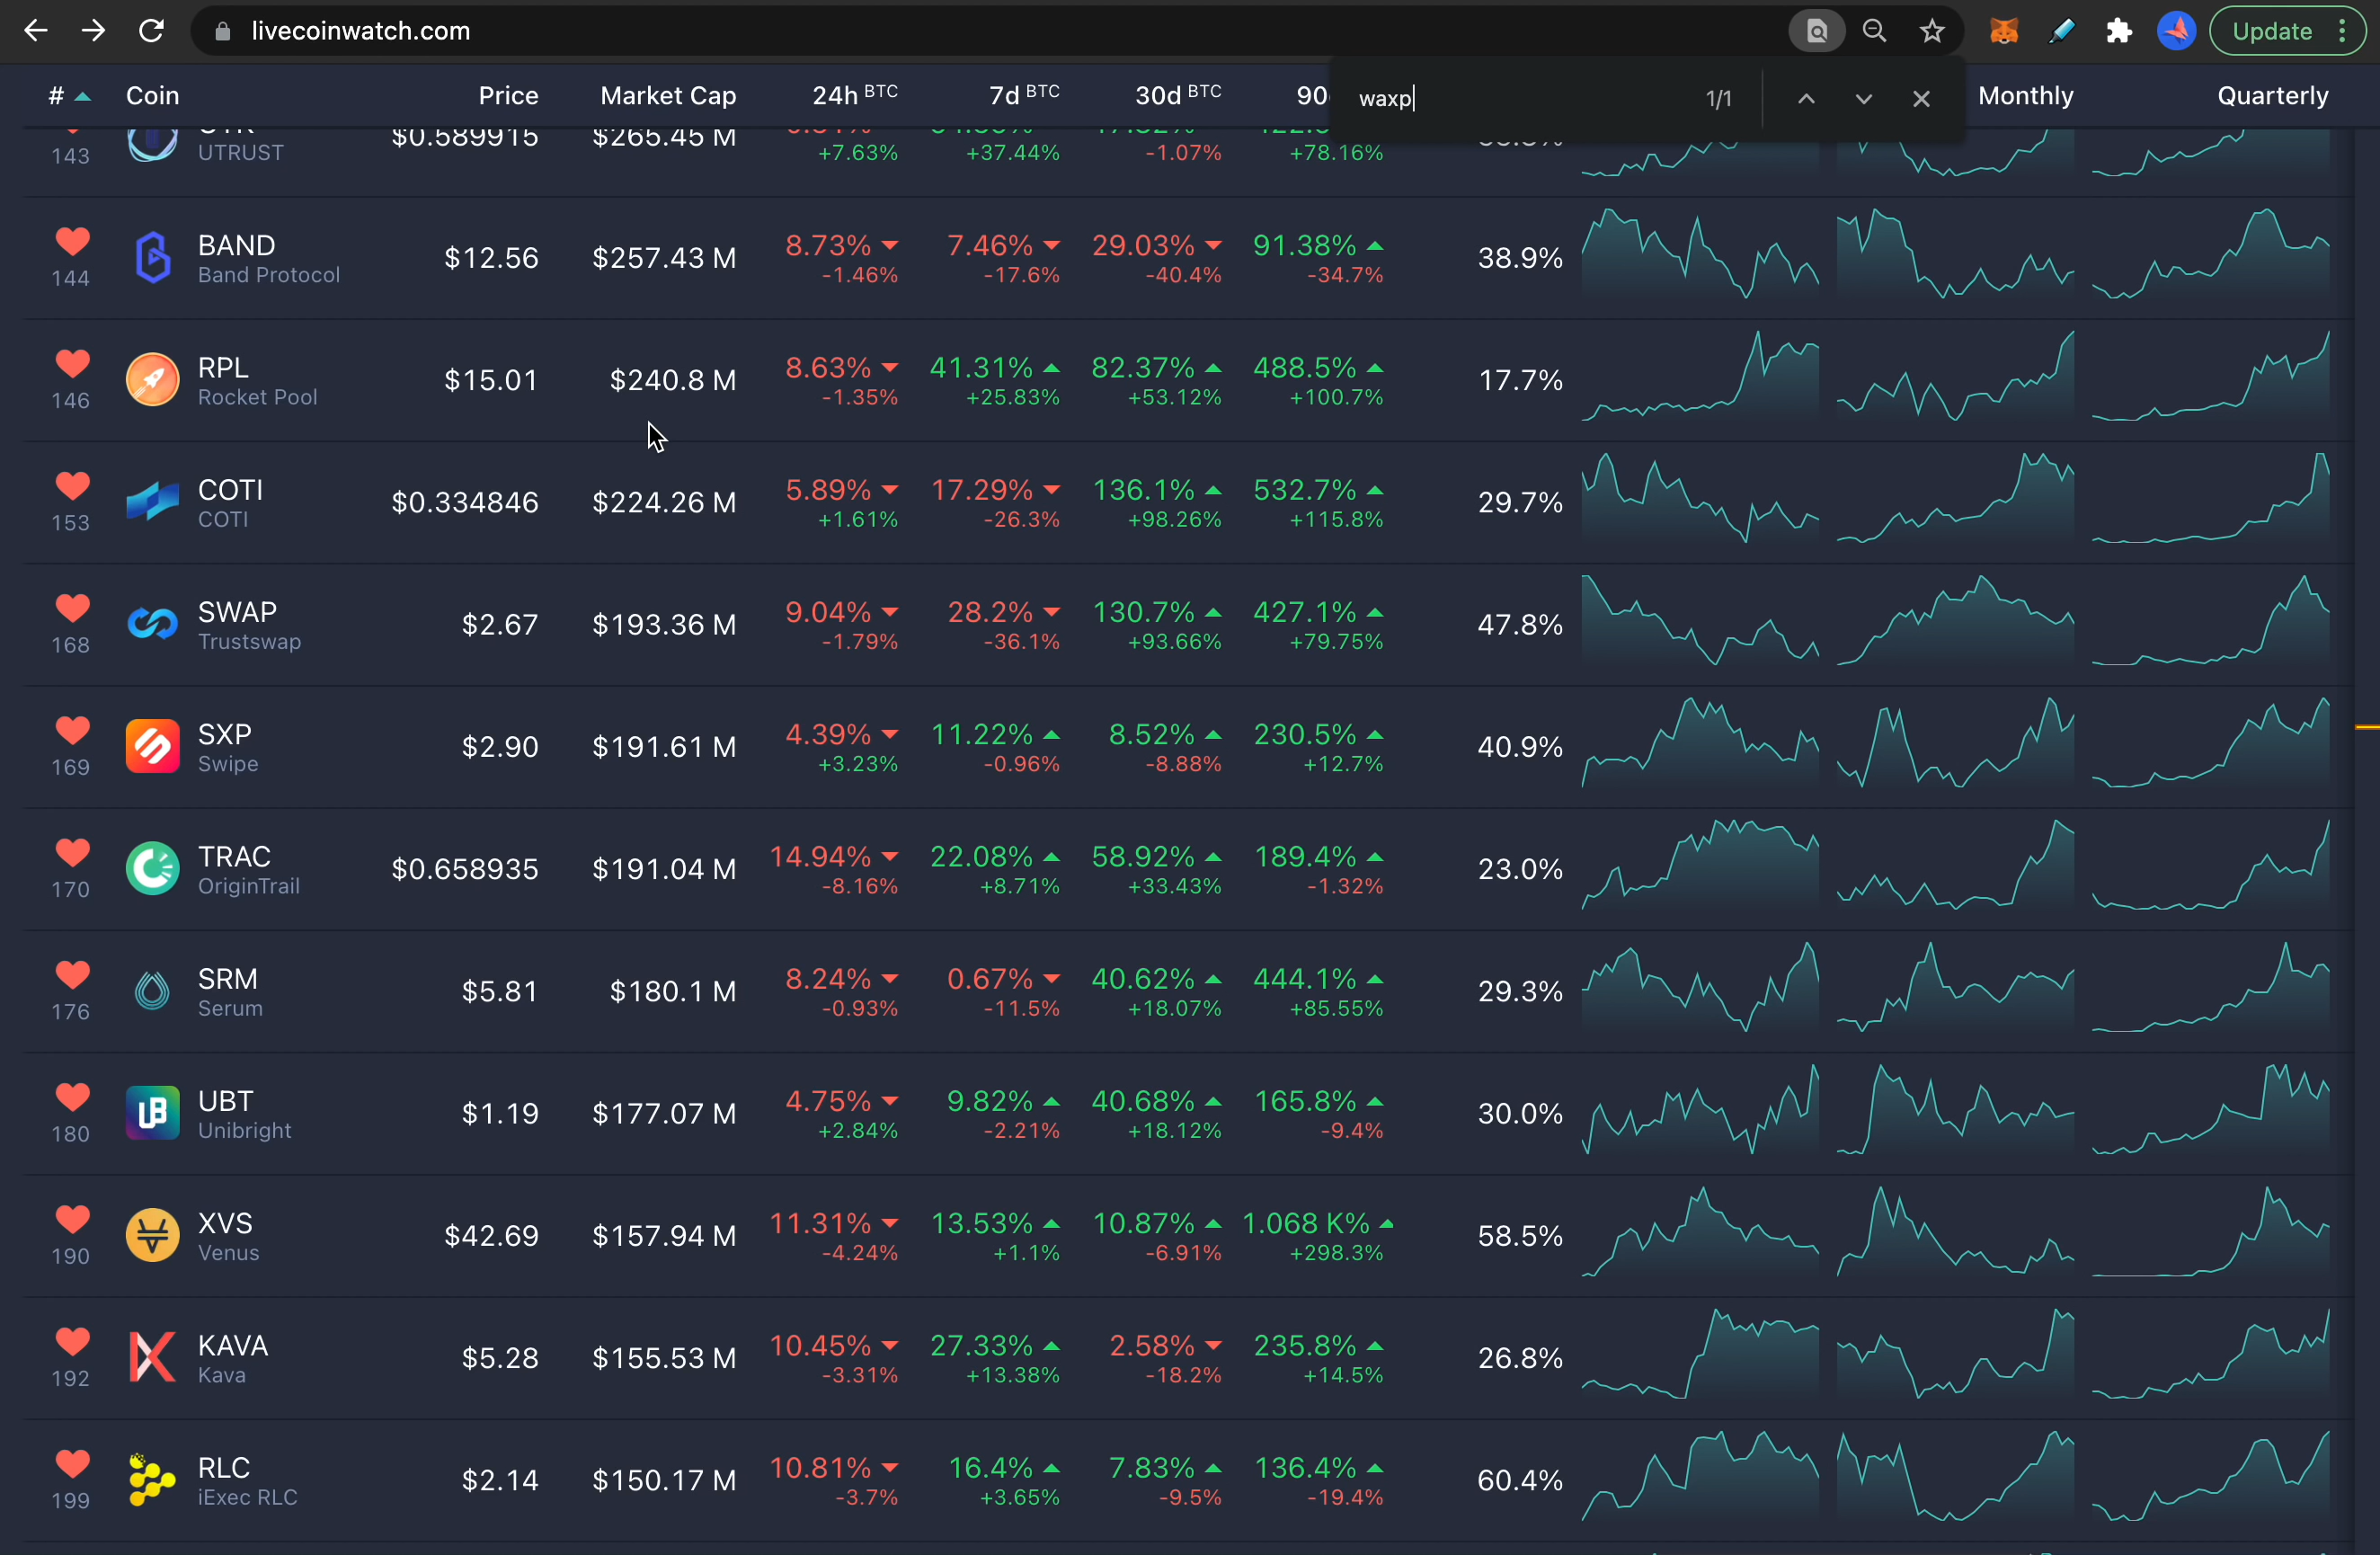 livecoinwatch.com
Update
# Coin Price Market Cap 24h BTC 7d BTC 30d BTC 90 Monthly Quarterly
waxp 1/1
143 UTRUST $0.589915 $265.45 M +7.63% +37.44% -1.07% +78.16%
BAND $12.56 $257.43 M 8.73% 7.46% 29.03% 91.38% 38.9%
144 Band Protocol -1.46% -17.6% -40.4% -34.7%
RPL $15.01 $240.8 M 8.63% 41.31% 82.37% 488.5% 17.7%
146 Rocket Pool -1.35% +25.83% +53.12% +100.7%
COTI $0.334846 $224.26 M 5.89% 17.29% 136.1% 532.7% 29.7%
153 COTI +1.61% -26.3% +98.26% +115.8%
SWAP $2.67 $193.36 M 9.04% 28.2% 130.7% 427.1% 47.8%
168 Trustswap -1.79% -36.1% +93.66% +79.75%
SXP $2.90 $191.61 M 4.39% 11.22% 8.52% 230.5% 40.9%
169 Swipe +3.23% -0.96% -8.88% +12.7%
TRAC $0.658935 $191.04 M 14.94% 22.08% 58.92% 189.4% 23.0%
170 OriginTrail -8.16% +8.71% +33.43% -1.32%
SRM $5.81 $180.1 M 8.24% 0.67% 40.62% 444.1% 29.3%
176 Serum -0.93% -11.5% +18.07% +85.55%
UBT $1.19 $177.07 M 4.75% 9.82% 40.68% 165.8% 30.0%
180 Unibright +2.84% -2.21% +18.12% -9.4%
XVS $42.69 $157.94 M 11.31% 13.53% 10.87% 1.068 K% 58.5%
190 Venus -4.24% +1.1% -6.91% +298.3%
KAVA $5.28 $155.53 M 10.45% 27.33% 2.58% 235.8% 26.8%
192 Kava -3.31% +13.38% -18.2% +14.5%
RLC $2.14 $150.17 M 10.81% 16.4% 7.83% 136.4% 60.4%
199 iExec RLC -3.7% +3.65% -9.5% -19.4%